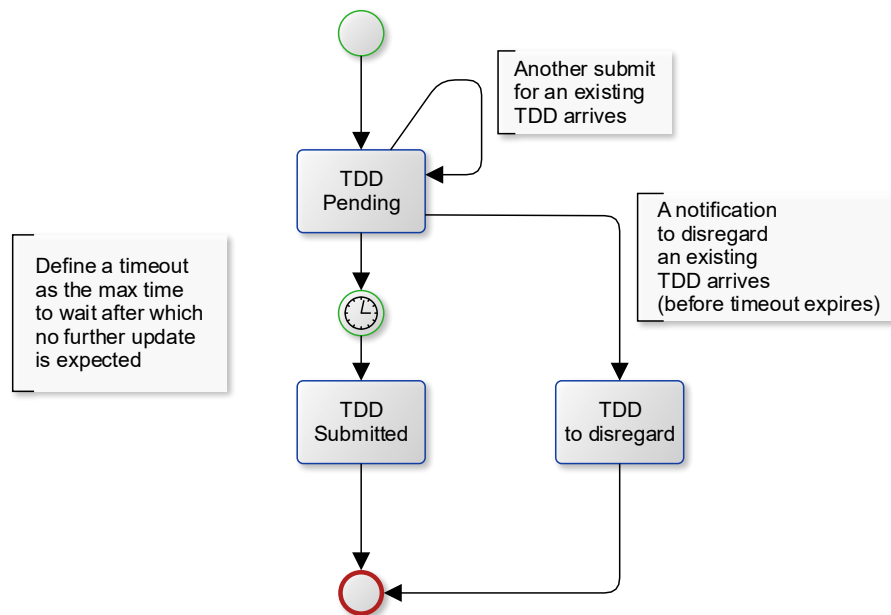 Another submit
for an existing
TDD arrives
TDD
Pending
A notification
to disregard
an existing
TDD arrives
(before timeout expires)
Define a timeout
as the max time
to wait after which
no further update
is expected
TDD
Submitted
TDD
to disregard